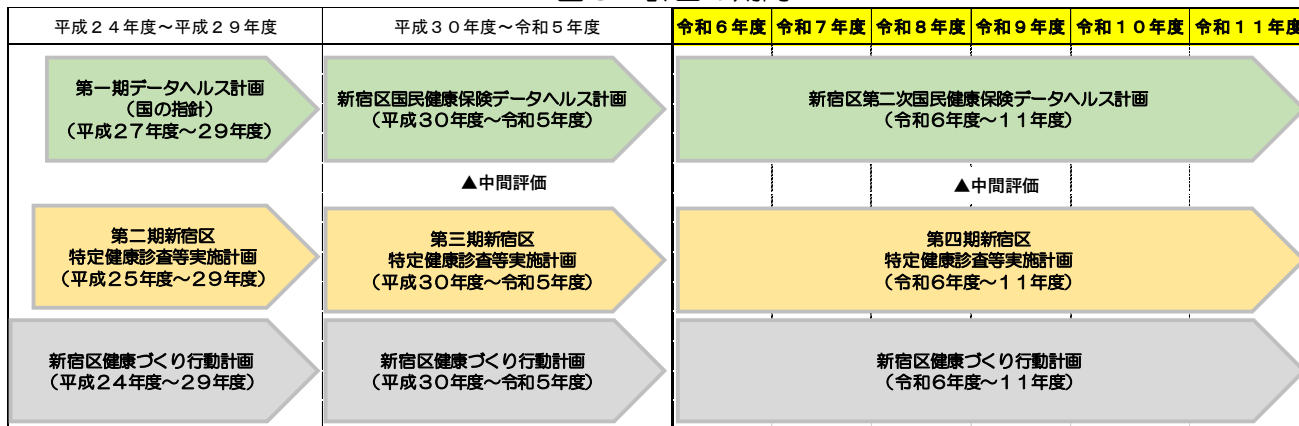 平成２４年度～平成２９年度
平成３０年度～令和５年度
令和６年度
令和７年度
令和８年度
令和９年度
令和１０年度
令和１１年度
第一期データヘルス計画
（国の指針）
（平成２７年度～２９年度）
新宿区国民健康保険データヘルス計画
（平成３０年度～令和５年度）
新宿区第二次国民健康保険データヘルス計画
（令和６年度～１１年度）
▲中間評価
▲中間評価
第二期新宿区
特定健康診査等実施計画
（平成２５年度～２９年度）
第三期新宿区
特定健康診査等実施計画
（平成３０年度～令和５年度）
第四期新宿区
特定健康診査等実施計画
（令和６年度～１１年度）
新宿区健康づくり行動計画
（平成２４年度～２９年度）
新宿区健康づくり行動計画
（平成３０年度～令和５年度）
新宿区健康づくり行動計画
（令和６年度～１１年度）